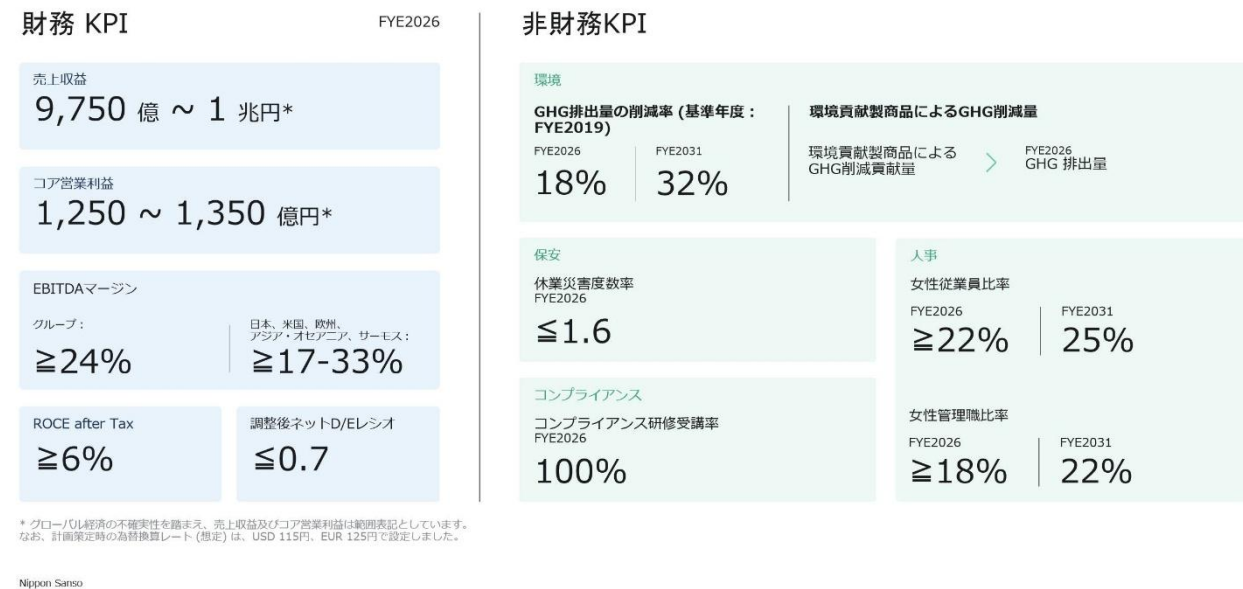 財務 KPI
FYE2026
売上収益
9,750 億 ~ 1 兆円*
コア営業利益
1,250 ~ 1,350 億円*
EBITDAマージン
グループ：
≧24%
日本、米国、欧州、
アジア・オセアニア、サーモス：
≧17-33%
ROCE after Tax
≧6%
調整後ネットD/Eレシオ
≦0.7
* グローバル経済の不確実性を踏まえ、売上収益及びコア営業利益は範囲表記としています。
なお、計画策定時の為替換算レート (想定) は、USD 115円、EUR 125円で設定しました。
非財務KPI
環境
GHG排出量の削減率 (基準年度：
FYE2019)
FYE2026
18%
FYE2031
32%
環境貢献製商品によるGHG削減量
環境貢献製商品による
GHG削減貢献量
>
FYE2026
GHG 排出量
保安
休業災害度数率
FYE2026
≦1.6
コンプライアンス
コンプライアンス研修受講率
FYE2026
100%
人事
女性従業員比率
FYE2026
≧22%
FYE2031
25%
女性管理職比率
FYE2026
≧18%
FYE2031
22%
Nippon Sanso